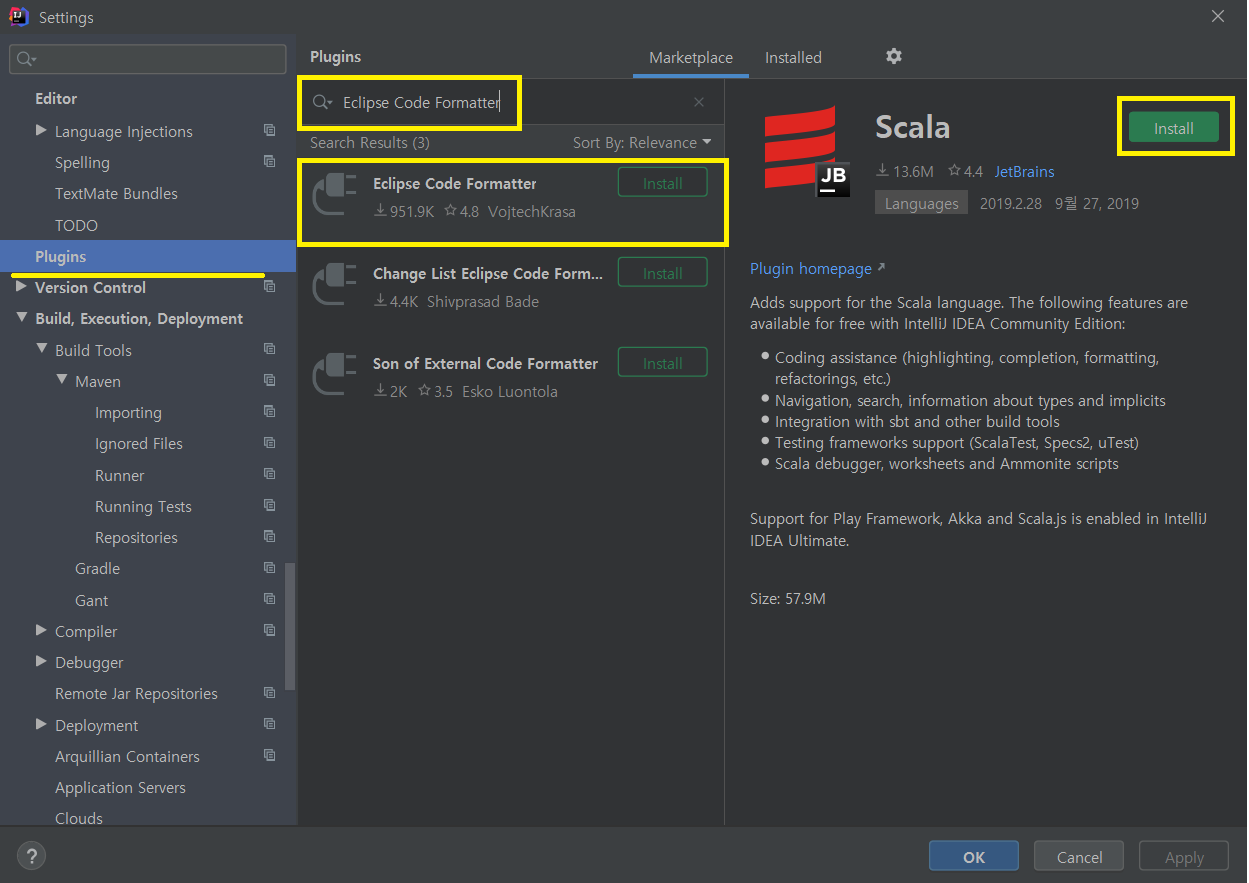 Settings
Editor
Language Injections
Spelling
TextMate Bundles
TODO
Plugins
Version Control
Build, Execution, Deployment
Build Tools
Maven
Importing
Ignored Files
Runner
Running Tests
Repositories
Gradle
Gant
Compiler
Debugger
Remote Jar Repositories
Deployment
Arquillian Containers
Application Servers
Clouds
Plugins
Marketplace Installed
Eclipse Code Formatter
Search Results (3) Sort By: Relevance
Eclipse Code Formatter Install
951.9K 4.8 VojtechKrasa
Change List Eclipse Code Form... Install
4.4K Shivprasad Bade
Son of External Code Formatter Install
2K 3.5 Esko Luontola
JB
Scala Install
13.6M 4.4 JetBrains
Languages 2019.2.28 9월 27, 2019
Plugin homepage
Adds support for the Scala language. The following features are
available for free with IntelliJ IDEA Community Edition:
Coding assistance (highlighting, completion, formatting,
refactorings, etc.)
Navigation, search, information about types and implicits
Integration with sbt and other build tools
Testing frameworks support (ScalaTest, Specs2, uTest)
Scala debugger, worksheets and Ammonite scripts
Support for Play Framework, Akka and Scala.js is enabled in IntelliJ
IDEA Ultimate.
Size: 57.9M
? OK Cancel Apply